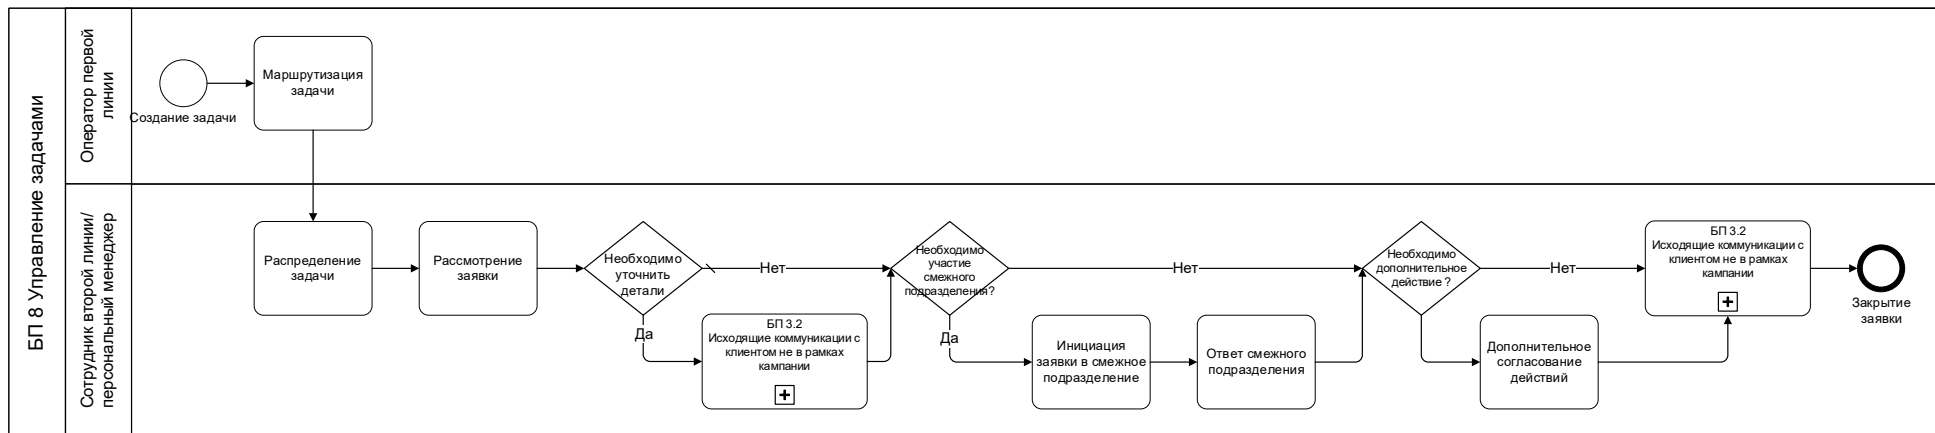 БП 8 Управление задачами
Оператор первой
линии
Создание задачи
Маршрутизация
задачи
Сотрудник второй линии/
персональный менеджер
Распределение
задачи
Рассмотрение
заявки
Необходимо
уточнить
детали
Нет
Да
БП 3.2
Исходящие коммуникации с
клиентом не в рамках
кампании
Необходимо
участие
смежного
подразделения?
Нет
Да
Инициация
заявки в смежное
подразделение
Ответ смежного
подразделения
Необходимо
дополнительное
действие ?
Нет
Дополнительное
согласование
действий
БП 3.2
Исходящие коммуникации с
клиентом не в рамках
кампании
Закрытие
заявки